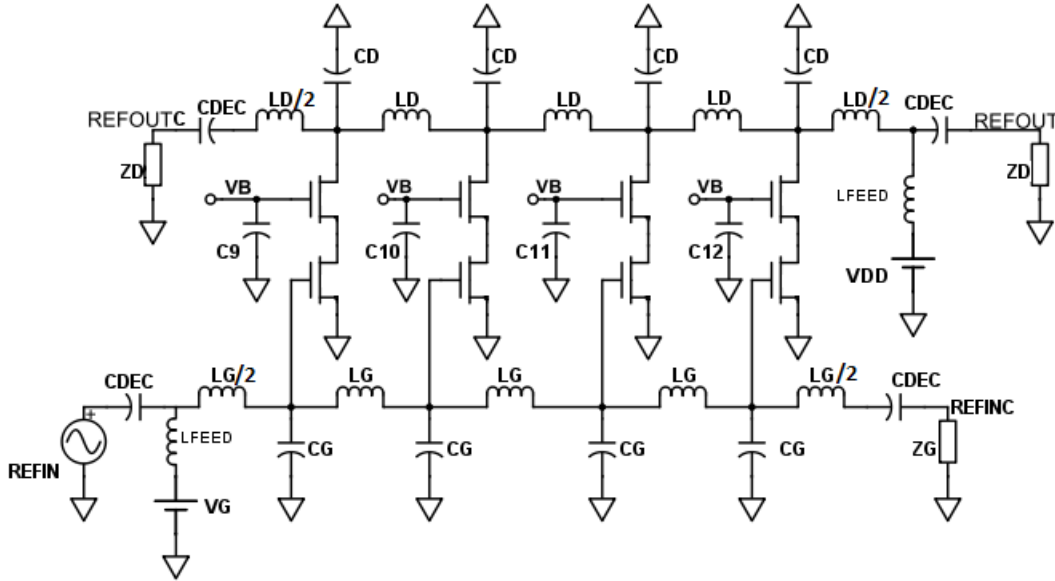 CD CD CD CD
CDEC LD/2 LD LD LD LD/2 CDEC
REFOUTC REFOUT
ZD ZD
VB VB VB VB
LFEED
C9 C10 C11 C12
VDD
LG/2 LG LG LG LG/2
CDEC CDEC
REFINC
+
LFEED
CG CG CG CG
ZG
REFIN
VG